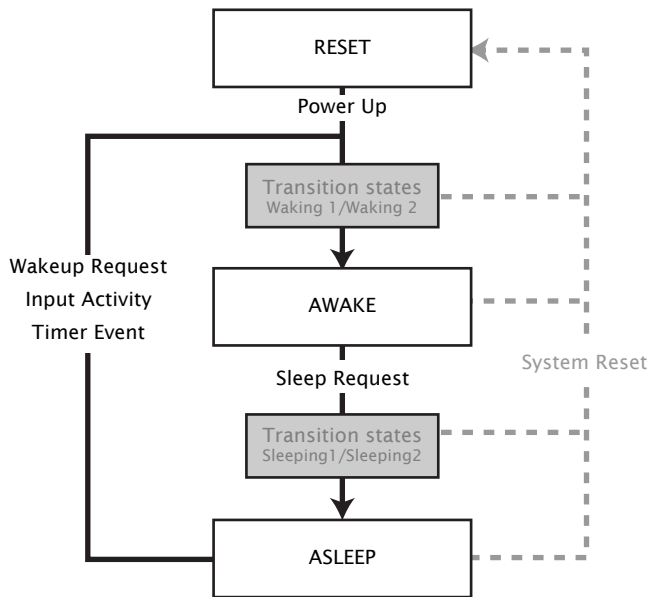 RESET
Power Up
Transition states
Waking 1/Waking 2
Wakeup Request
Input Activity
Timer Event
AWAKE
System Reset
Sleep Request
Transition states
Sleeping1/Sleeping2
ASLEEP